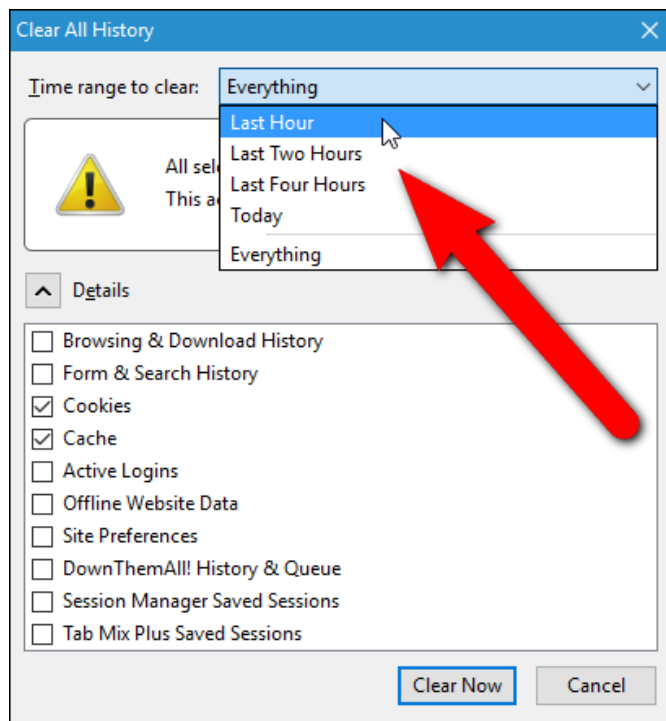 Clear All History
Time range to clear: Everything
Last Hour
Last Two Hours
Last Four Hours
Today
Everything
All
This
Details
Browsing & Download History
Form & Search History
Cookies
Cache
Active Logins
Offline Website Data
Site Preferences
DownThemAll! History & Queue
Session Manager Saved Sessions
Tab Mix Plus Saved Sessions
Clear Now Cancel